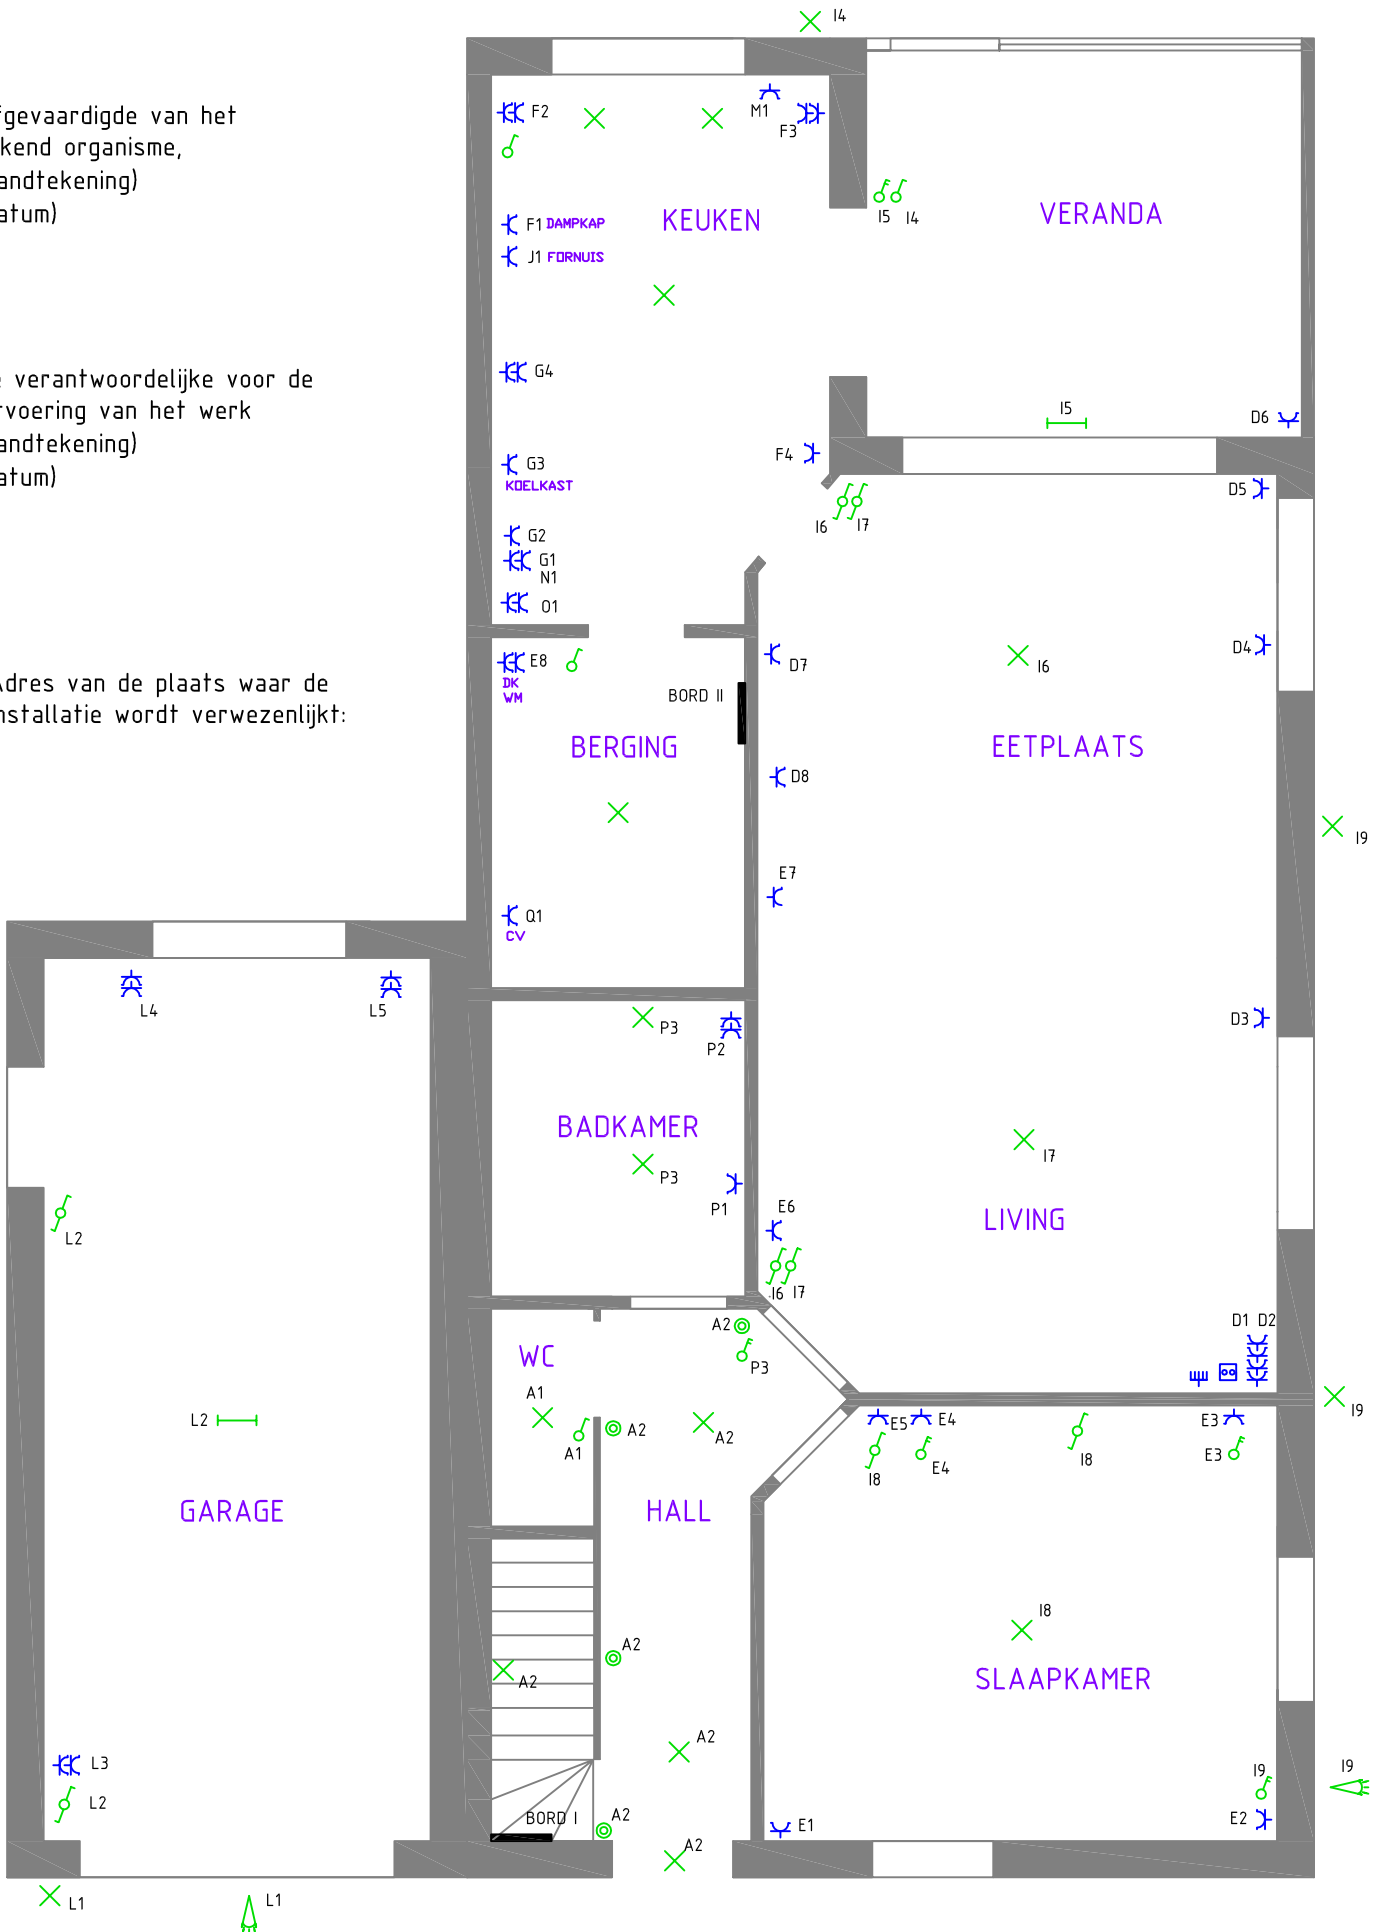 I4
fgevaardigde van het
kend organisme,
andtekening)
atum)
F2
M1
F3
F1 DAMPKAP
J1 FORNUIS
KEUKEN
I5 I4
VERANDA
G4
verantwoordelijke voor de
tvoering van het werk
andtekening)
atum)
I5
D6
F4
G3
KOELKAST
D5
I6 I7
G2
G1
N1
O1
E8
DK
WM
D7
I6
D4
BORD II
Adres van de plaats waar de
nstallatie wordt verwezenlijkt:
BERGING
EETPLAATS
D8
I9
E7
Q1
CV
L4
L5
P3
P2
D3
BADKAMER
I7
P3
P1
E6
LIVING
L2
I6 I7
D1 D2
A2
P3
WC
A1
A1
A2
A2
L2
E5
E4
E3
I9
I8
E4
I8
E3
GARAGE
HALL
I8
A2
A2
SLAAPKAMER
A2
L3
L2
I9
I9
BORD I
A2
E1
E2
A2
L1
L1